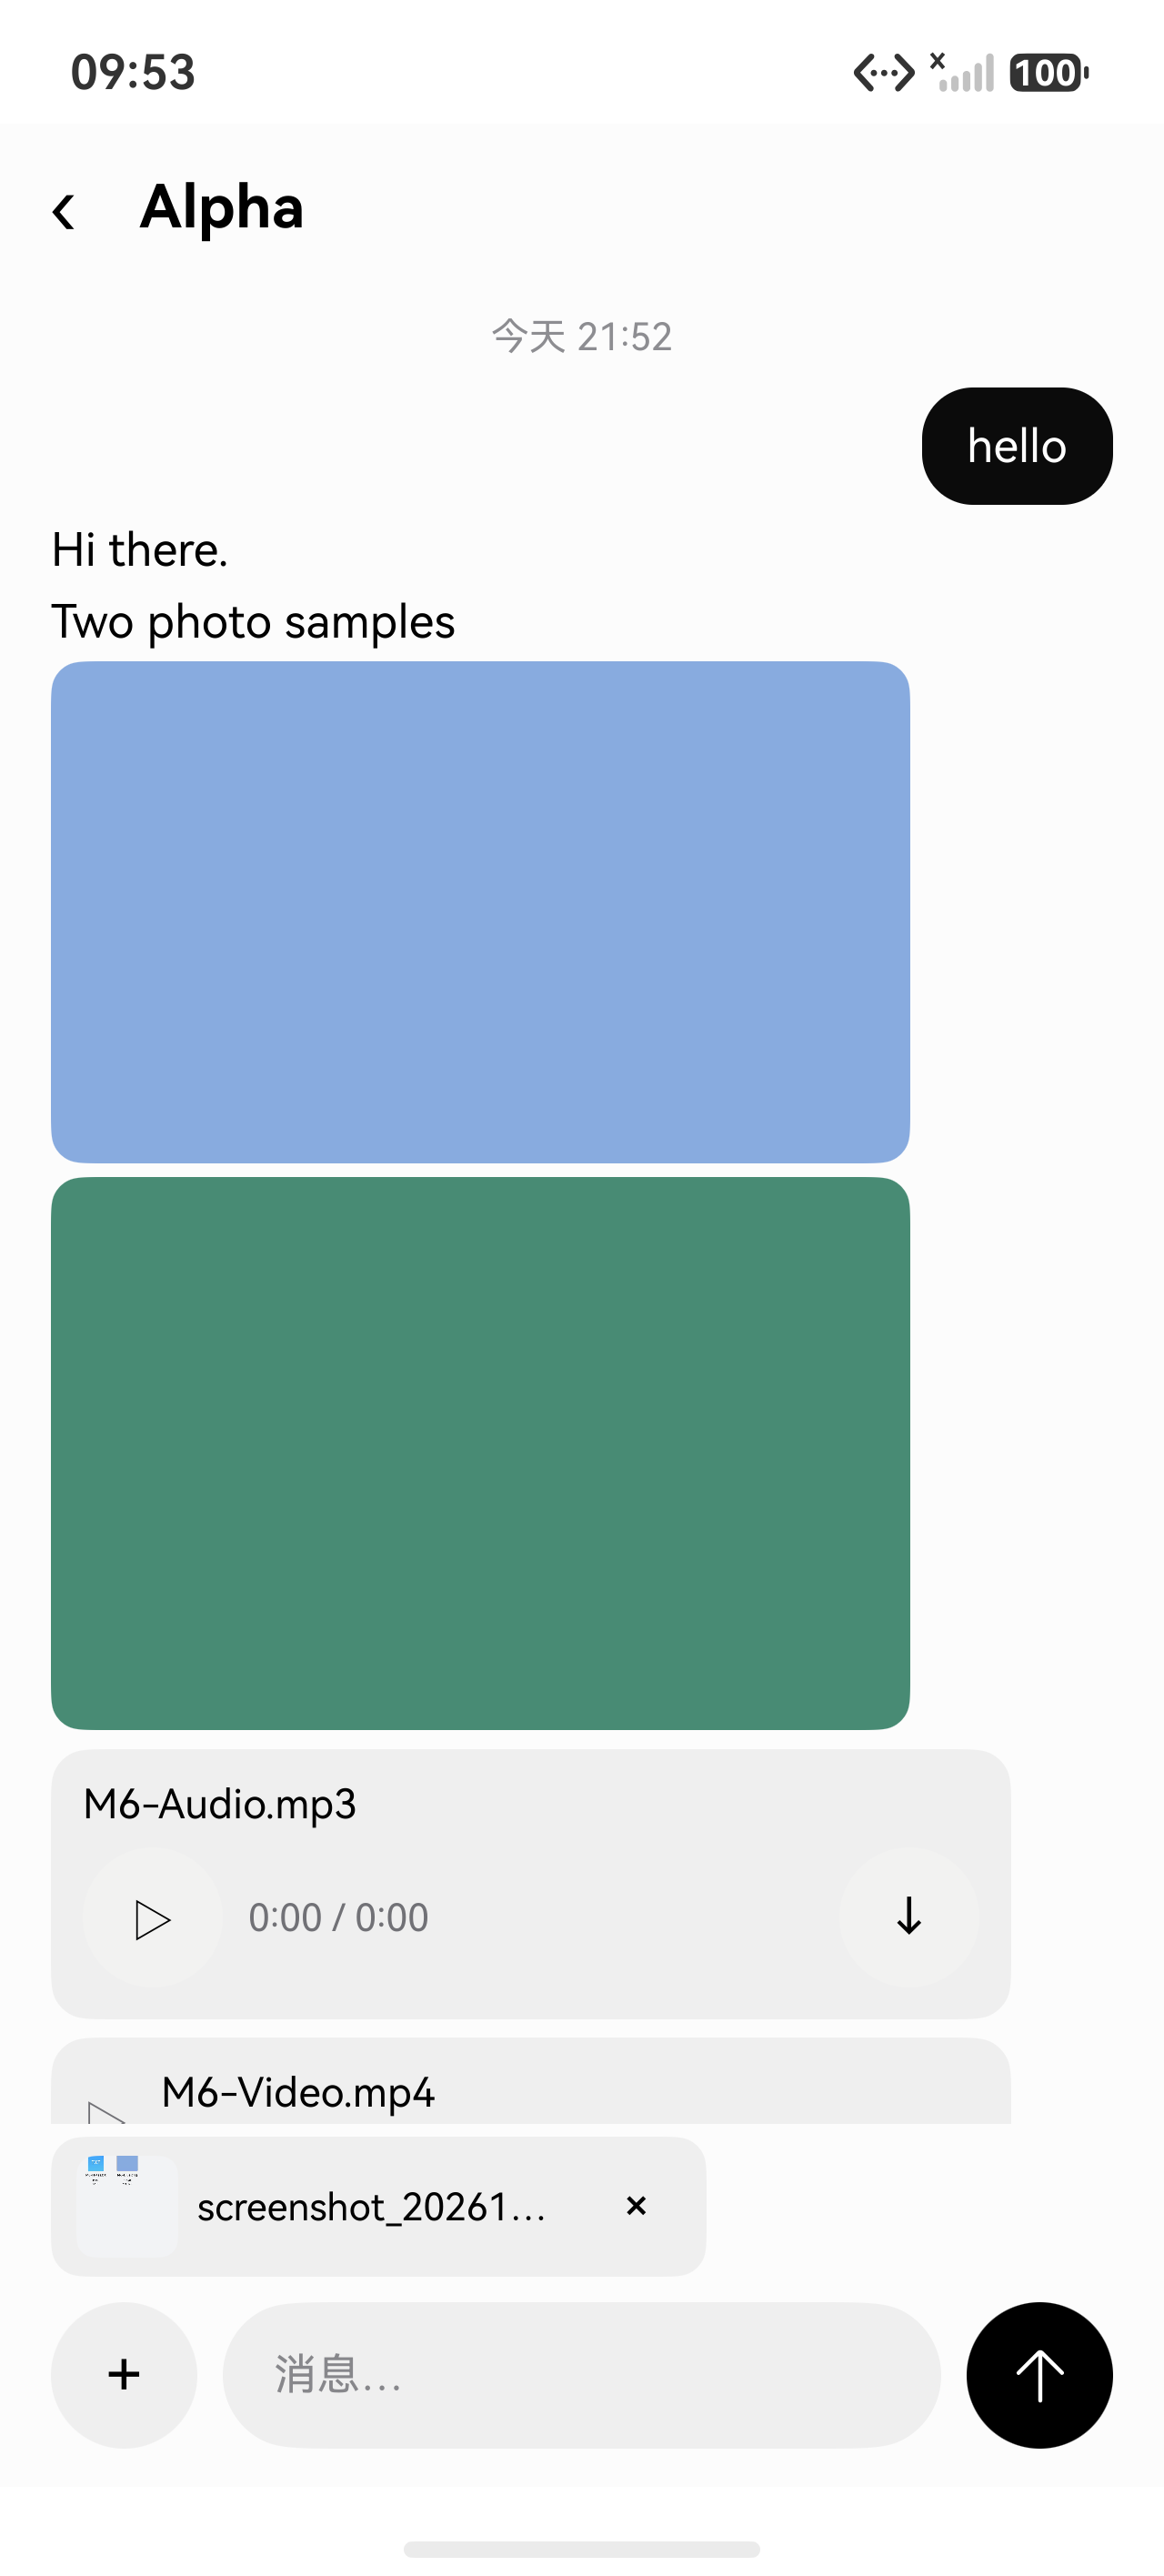 09:53
100
Alpha
今天 21:52
hello
Hi there.
Two photo samples
M6-Audio.mp3
0:00 / 0:00
M6-Video.mp4
screenshot_20261...
消息...